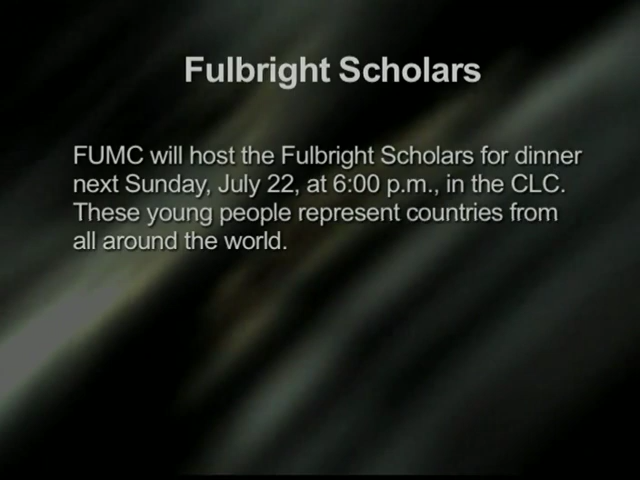 Fulbright Scholars
FUMC will host the Fulbright Scholars for dinner
next Sunday, July 22, at 6:00 p.m., in the CLC.
These young people represent countries from
all around the world.